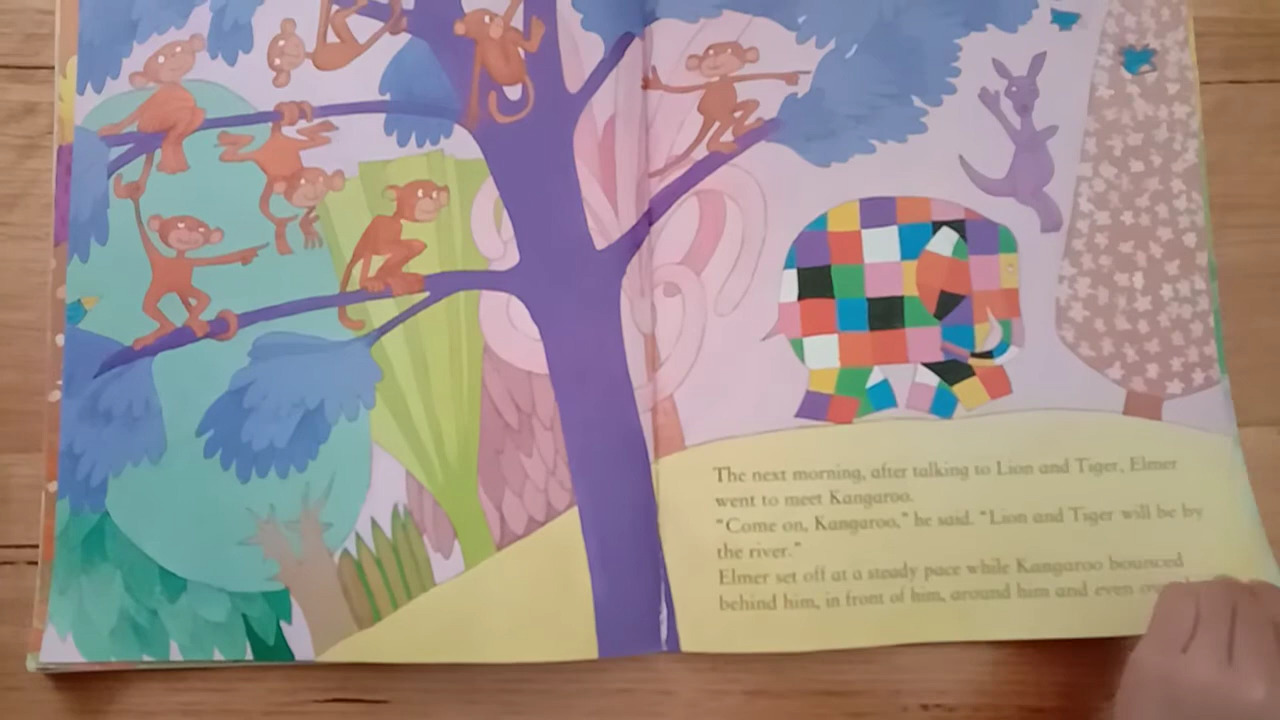 The next morning, after talking to Lion and Tiger, Elmer
went to meet Kangaroo.
"Come on, Kangaroo," he said. "Lion and Tiger will be by
the river."
Elmer set off at a steady pace while Kangaroo bounced
behind him, in front of him, around him and even